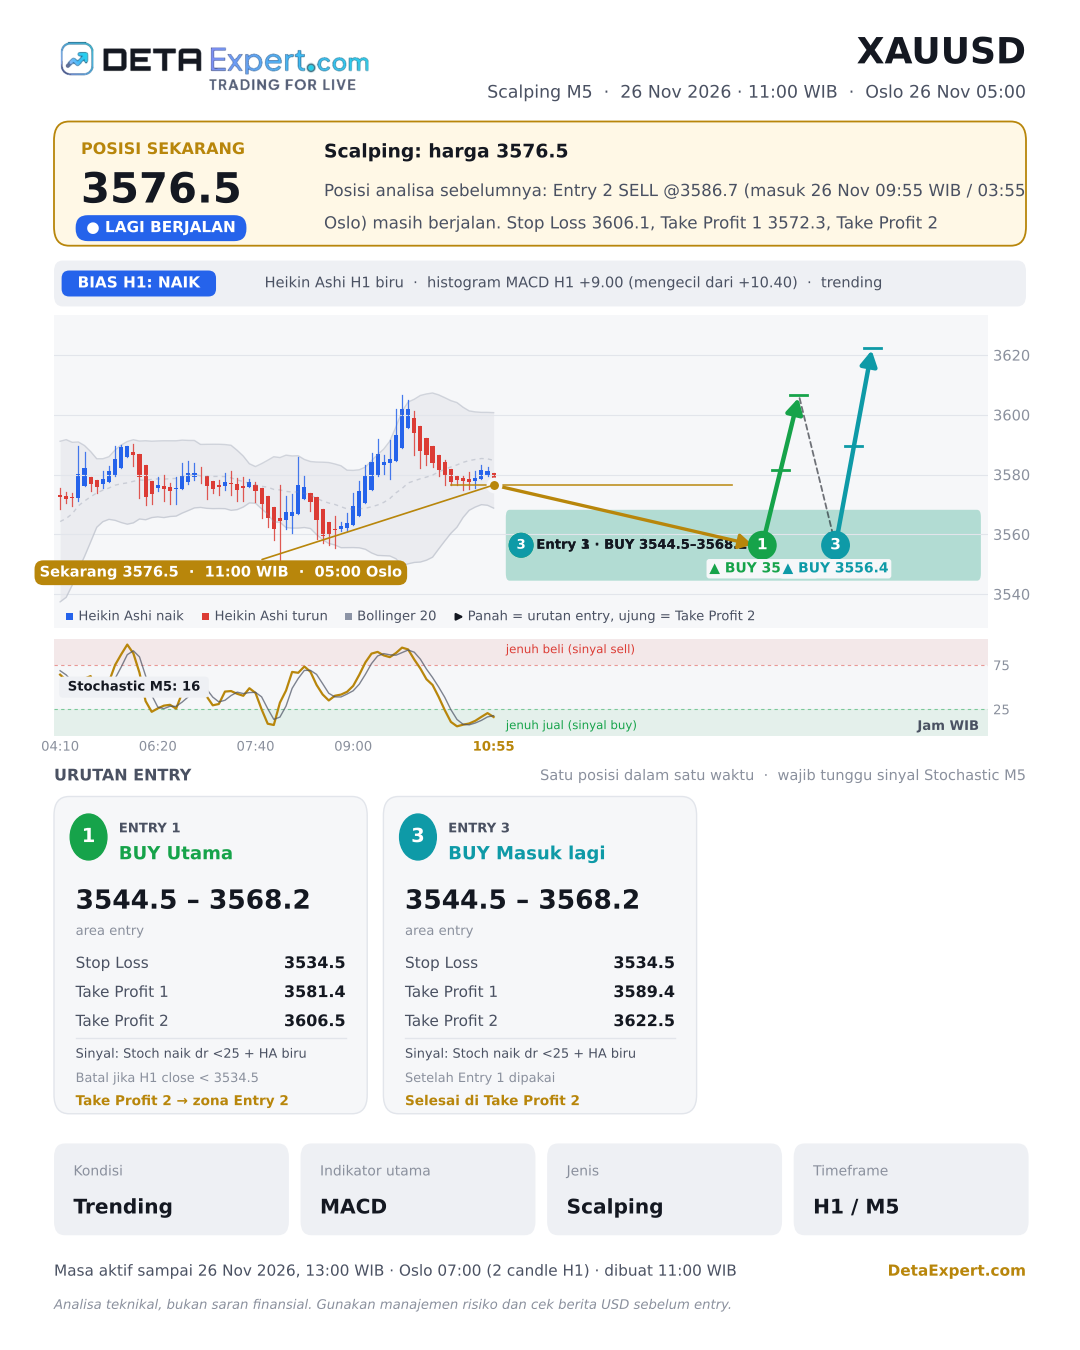 DETA Expert.com
TRADING FOR LIVE
XAUUSD
Scalping M5 · 26 Nov 2026 · 11:00 WIB · Oslo 26 Nov 05:00
POSISI SEKARANG
3576.5
● LAGI BERJALAN
Scalping: harga 3576.5
Posisi analisa sebelumnya: Entry 2 SELL @3586.7 (masuk 26 Nov 09:55 WIB / 03:55
Oslo) masih berjalan. Stop Loss 3606.1, Take Profit 1 3572.3, Take Profit 2
BIAS H1: NAIK
Heikin Ashi H1 biru · histogram MACD H1 +9.00 (mengecil dari +10.40) · trending
3620
3600
3580
3560
3540
3 Entry 3 · BUY 3544.5–3568.2
1
3
▲ BUY 35
▲ BUY 3556.4
Sekarang 3576.5 · 11:00 WIB · 05:00 Oslo
Heikin Ashi naik
Heikin Ashi turun
Bollinger 20
Panah = urutan entry, ujung = Take Profit 2
jenuh beli (sinyal sell)
75
Stochastic M5: 16
25
jenuh jual (sinyal buy)
Jam WIB
04:10 06:20 07:40 09:00 10:55
URUTAN ENTRY
Satu posisi dalam satu waktu · wajib tunggu sinyal Stochastic M5
1
ENTRY 1
BUY Utama
3544.5 – 3568.2
area entry
Stop Loss 3534.5
Take Profit 1 3581.4
Take Profit 2 3606.5
Sinyal: Stoch naik dr <25 + HA biru
Batal jika H1 close < 3534.5
Take Profit 2 → zona Entry 2
3
ENTRY 3
BUY Masuk lagi
3544.5 – 3568.2
area entry
Stop Loss 3534.5
Take Profit 1 3589.4
Take Profit 2 3622.5
Sinyal: Stoch naik dr <25 + HA biru
Setelah Entry 1 dipakai
Selesai di Take Profit 2
Kondisi
Trending
Indikator utama
MACD
Jenis
Scalping
Timeframe
H1 / M5
Masa aktif sampai 26 Nov 2026, 13:00 WIB · Oslo 07:00 (2 candle H1) · dibuat 11:00 WIB
DetaExpert.com
Analisa teknikal, bukan saran finansial. Gunakan manajemen risiko dan cek berita USD sebelum entry.